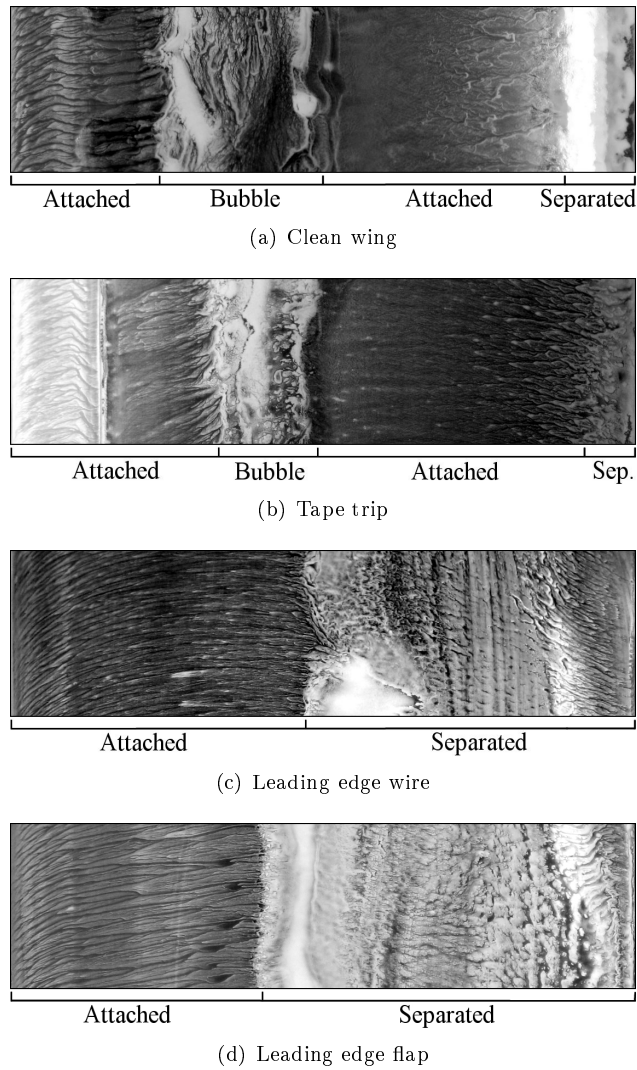 Attached Bubble Attached Separated
(a) Clean wing
Attached Bubble Attached Sep.
(b) Tape trip
Attached Separated
(c) Leading edge wire
Attached Separated
(d) Leading edge flap